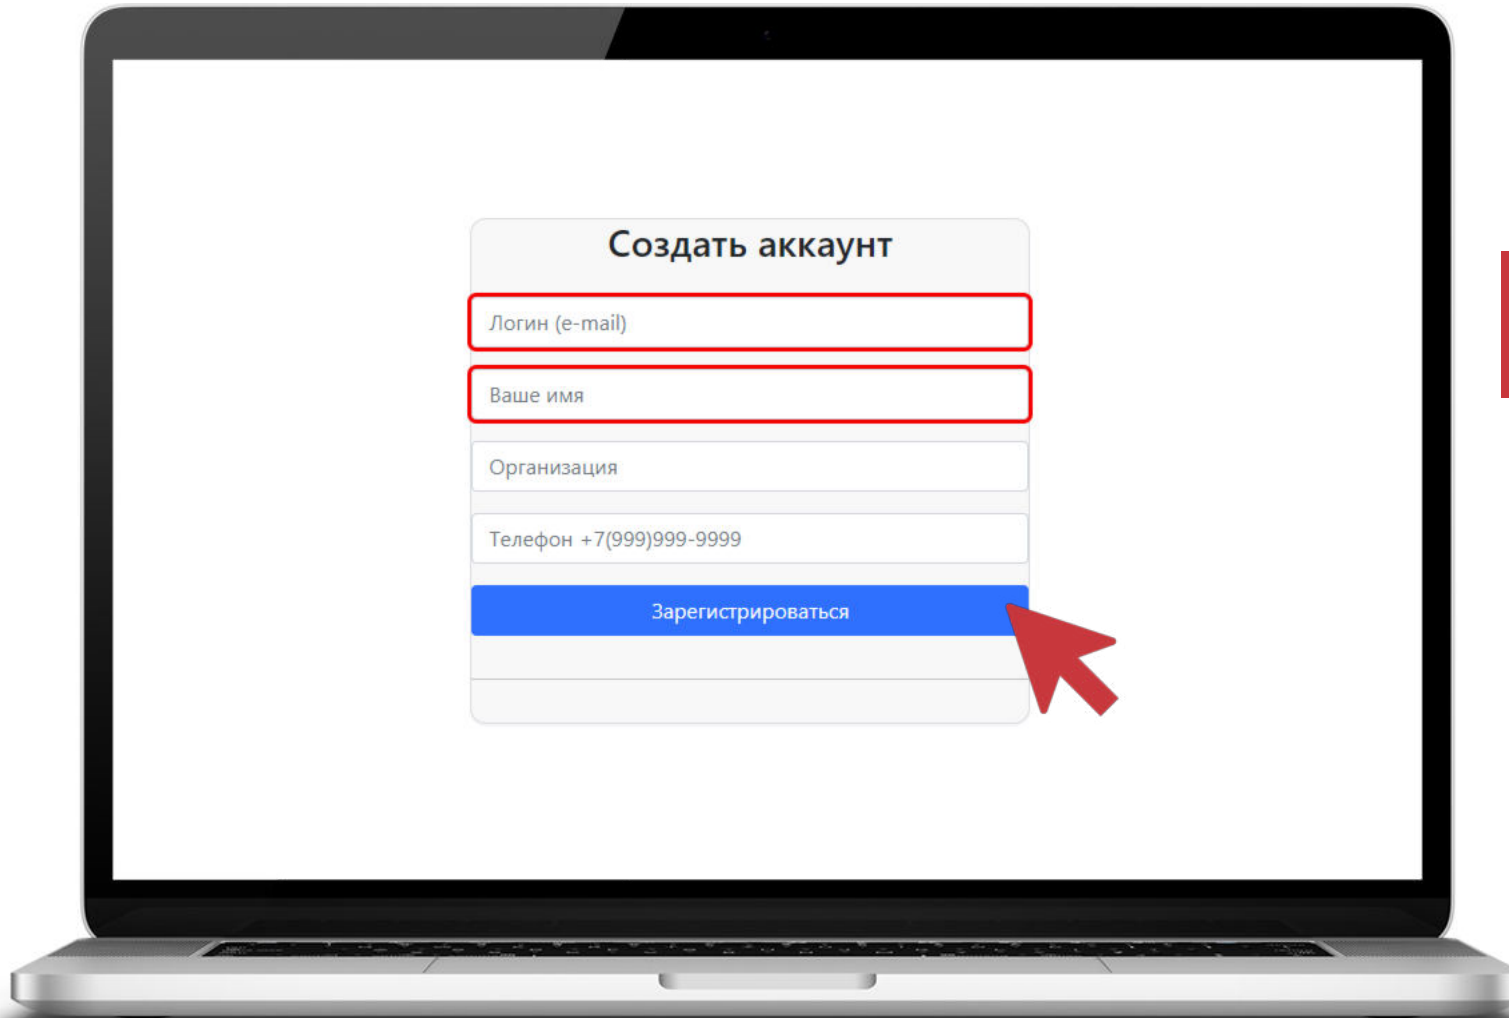 Создать аккаунт
Логин (e-mail)
Ваше имя
Организация
Телефон +7(999)999-9999
Зарегистрироваться